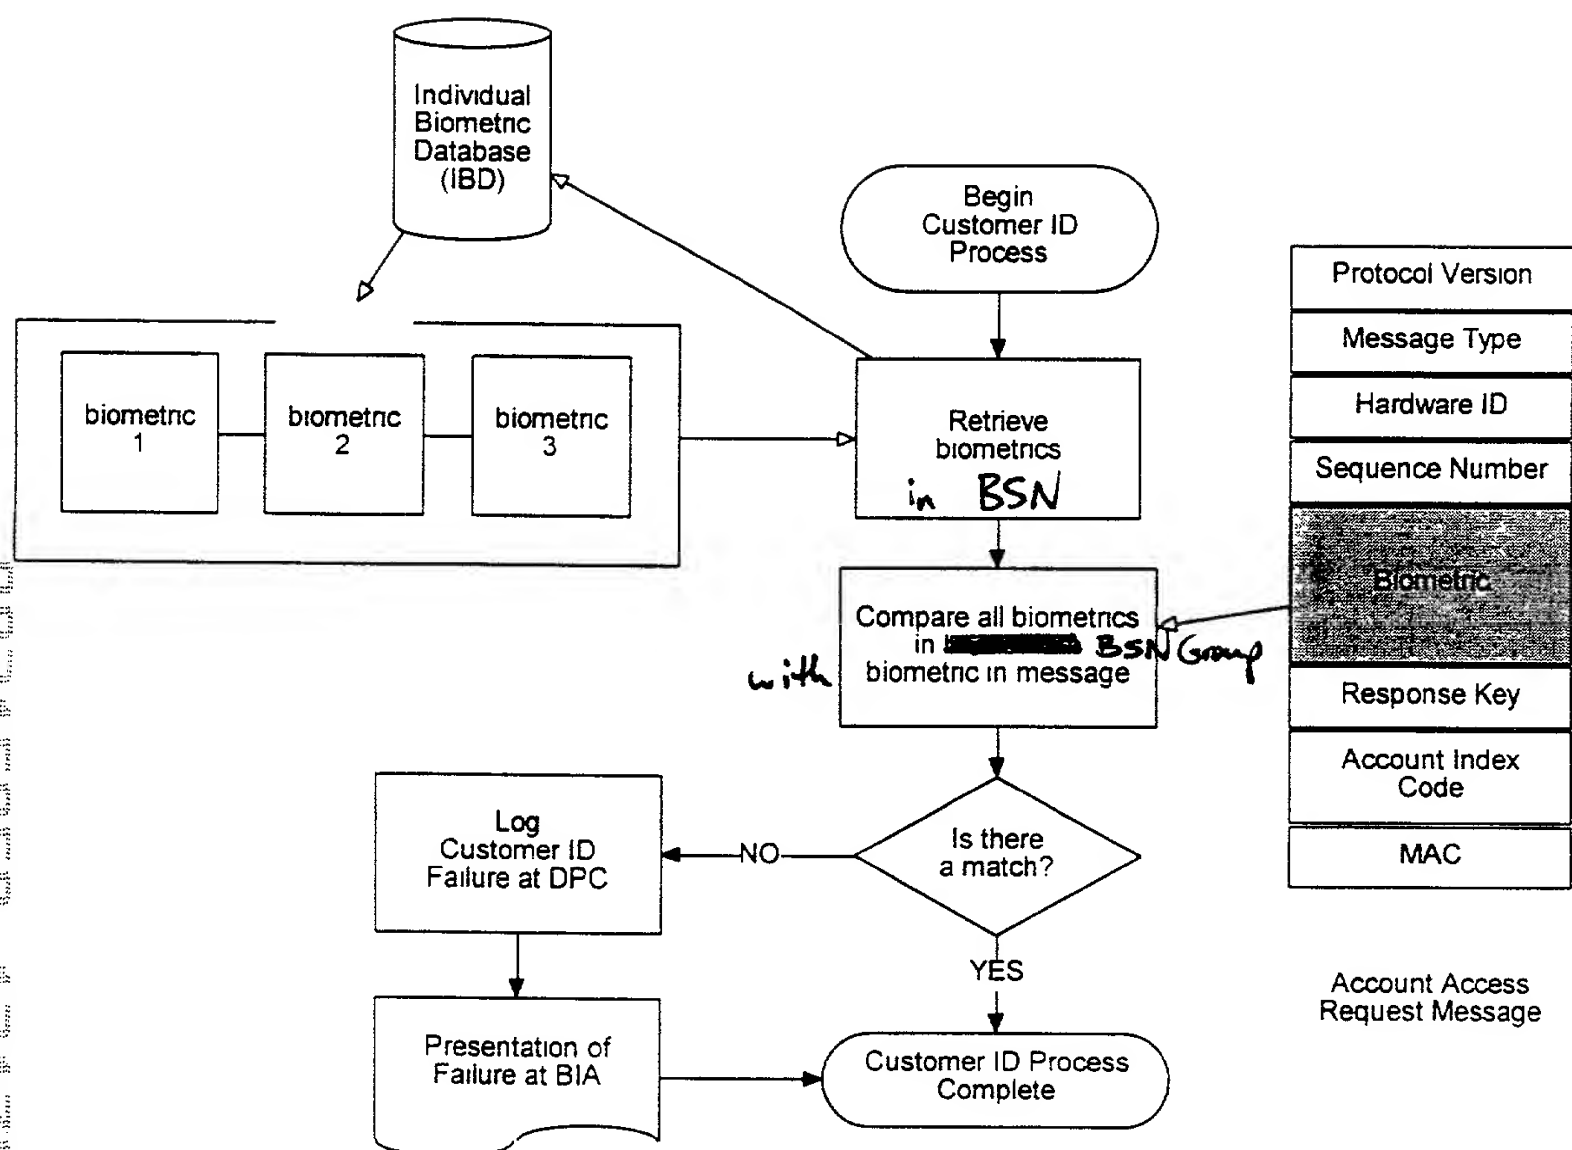 Individual
Biometric
Database
(IBD)
Begin
Customer ID
Process
biometric
1
biometric
2
biometric
3
Retrieve
biometrics
in BSN
Compare all biometrics
in BSN Group
with biometric in message
Is there
a match?
NO
YES
Log
Customer ID
Failure at DPC
Presentation of
Failure at BIA
Customer ID Process
Complete
Protocol Version
Message Type
Hardware ID
Sequence Number
Biometric
Response Key
Account Index
Code
MAC
Account Access
Request Message